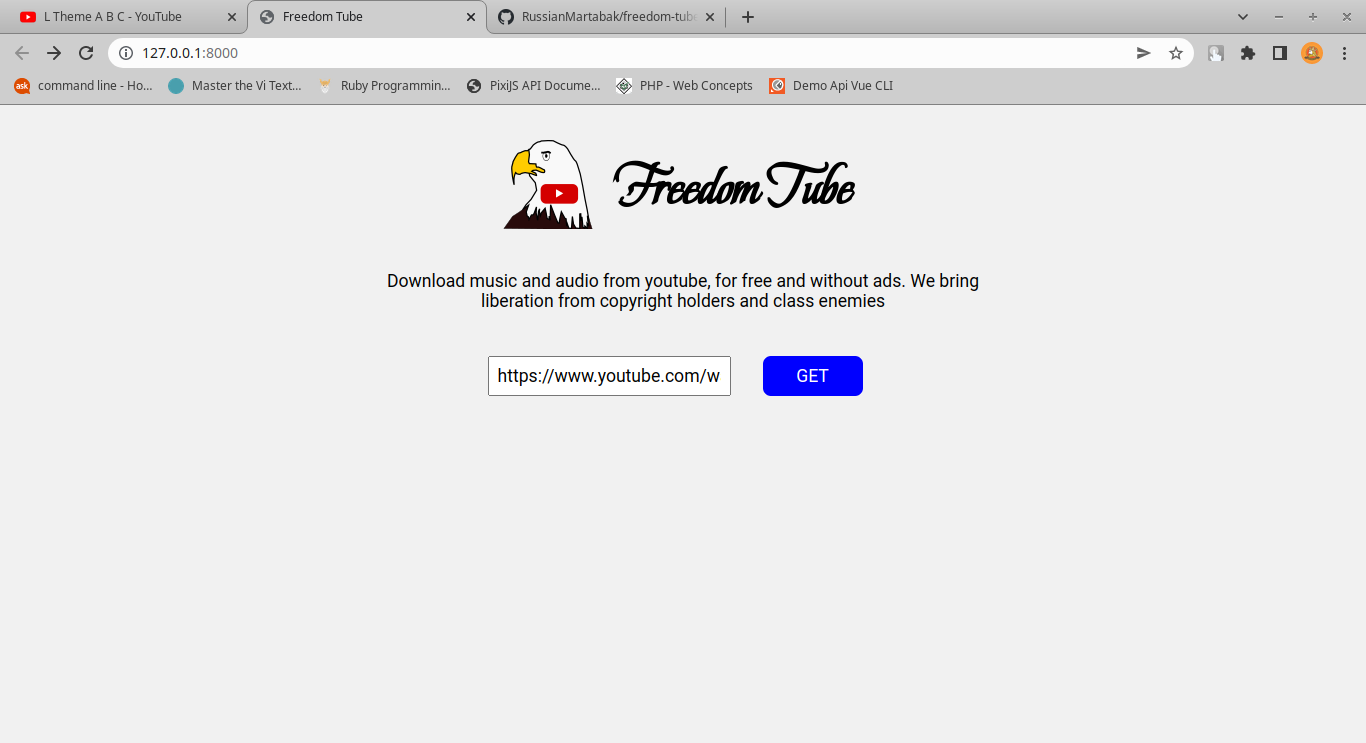 L Theme A B C - YouTube
Freedom Tube
RussianMartabak/freedom-tube
127.0.0.1:8000
command line - Ho...
Master the Vi Text...
Ruby Programmin...
PixiJS API Docume...
PHP - Web Concepts
Demo Api Vue CLI
Freedom Tube
Download music and audio from youtube, for free and without ads. We bring
liberation from copyright holders and class enemies
https://www.youtube.com/w
GET